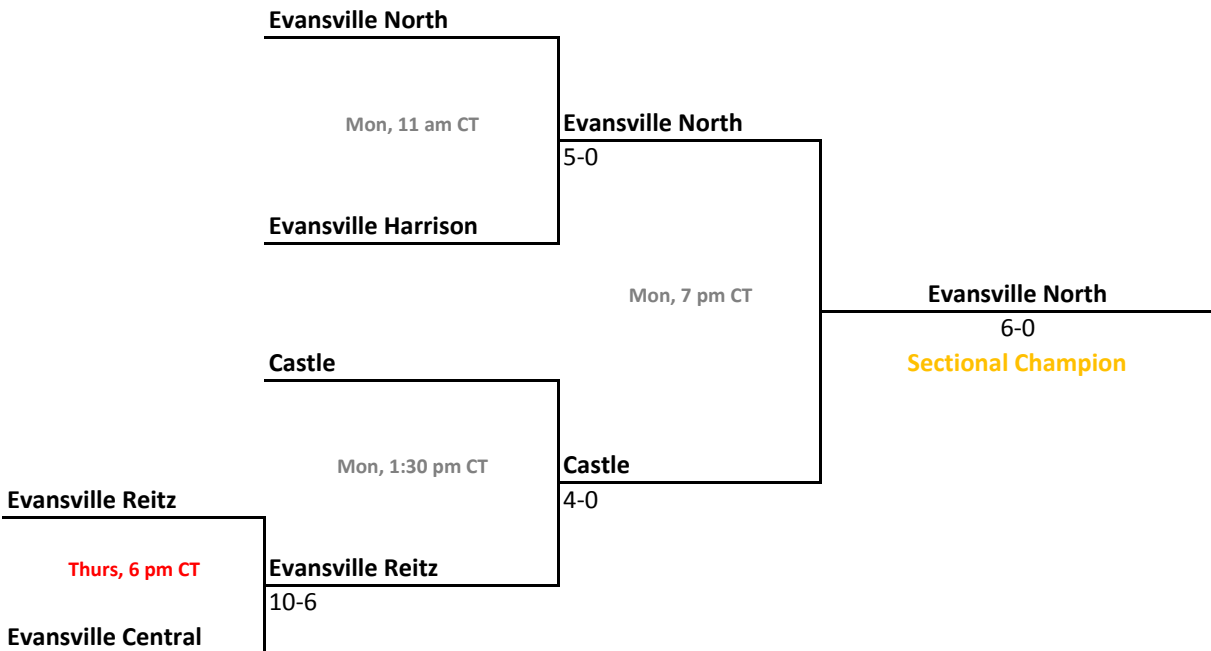 Evansville North
Mon, 11 am CT
Evansville North
5-0
Evansville Harrison
Mon, 7 pm CT
Evansville North
6-0
Sectional Champion
Castle
Mon, 1:30 pm CT
Castle
4-0
Evansville Reitz
Thurs, 6 pm CT
Evansville Reitz
10-6
Evansville Central